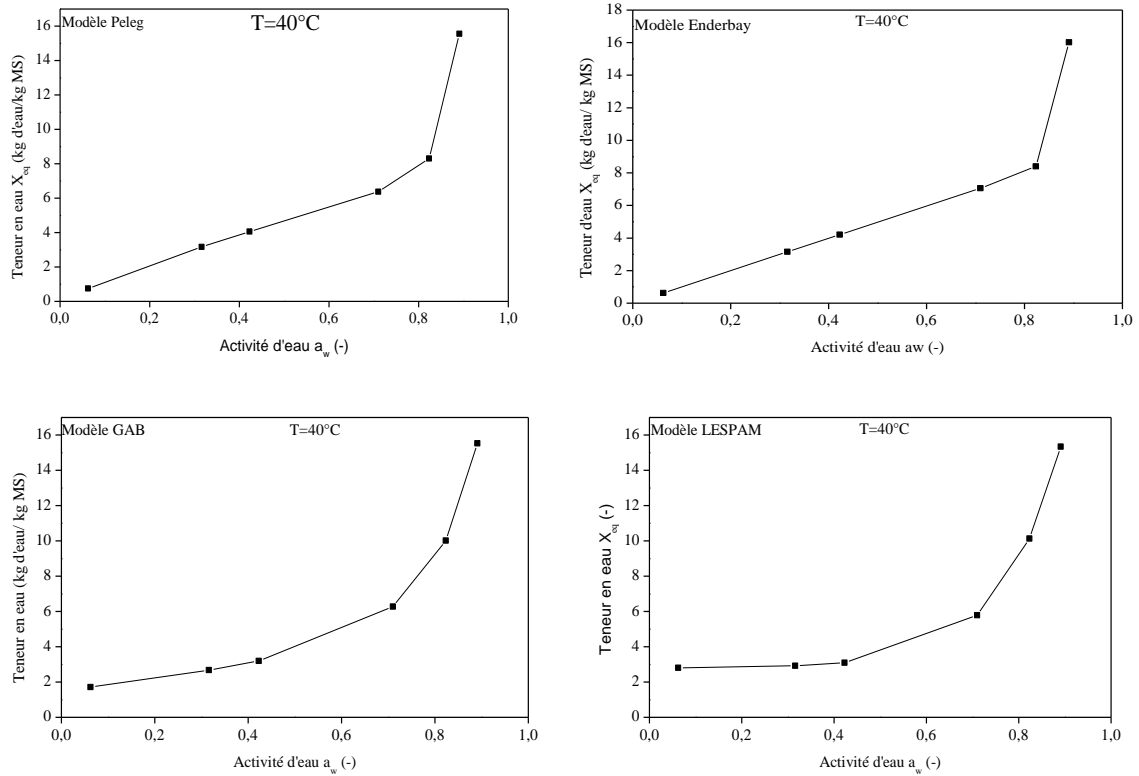 Modèle Peleg
T=40°C
Teneur en eau X_eq (kg d'eau/kg MS)
16
14
12
10
8
6
4
2
0
0,0 0,2 0,4 0,6 0,8 1,0
Activité d'eau a_w (-)
Modèle Enderbay
T=40°C
Teneur d'eau X_eq (kg d'eau/ kg MS)
18
16
14
12
10
8
6
4
2
0
0,0 0,2 0,4 0,6 0,8 1,0
Activité d'eau aw (-)
Modèle GAB
T=40°C
Teneur en eau (kg d'eau/ kg MS)
16
14
12
10
8
6
4
2
0
0,0 0,2 0,4 0,6 0,8 1,0
Activité d'eau a_w (-)
Modèle LESPAM
T=40°C
Teneur en eau X_eq (-)
16
14
12
10
8
6
4
2
0
0,0 0,2 0,4 0,6 0,8 1,0
Activité d'eau a_w (-)